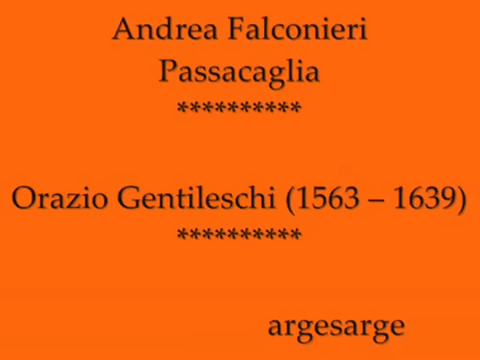 Andrea Falconieri
Passacaglia
**********
Orazio Gentileschi (1563 – 1639)
**********
argesarge